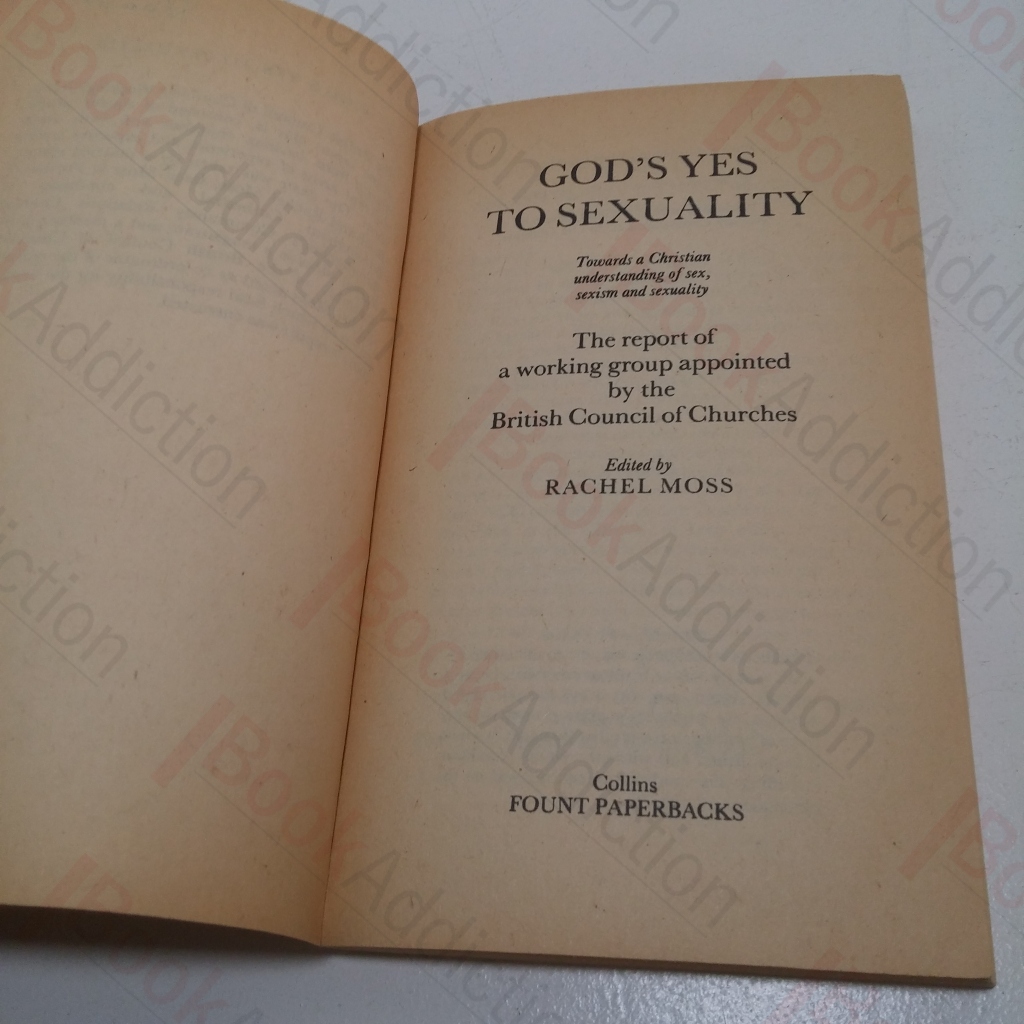 GOD'S YES
TO SEXUALITY
Towards a Christian
understanding of sex,
sexism and sexuality
The report of
a working group appointed
by the
British Council of Churches
Edited by
RACHEL MOSS
Collins
FOUNT PAPERBACKS
BookAddiction